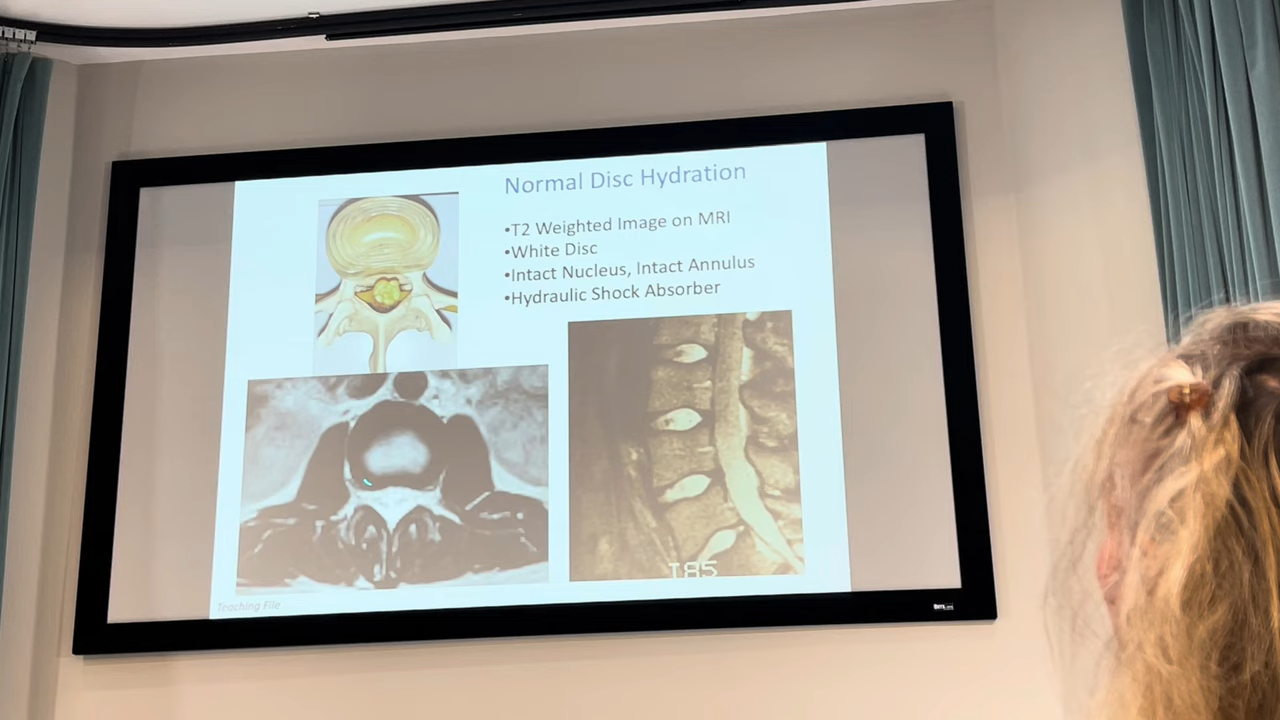 Normal Disc Hydration
•T2 Weighted Image on MRI
•White Disc
•Intact Nucleus, Intact Annulus
•Hydraulic Shock Absorber
I85
Teaching File